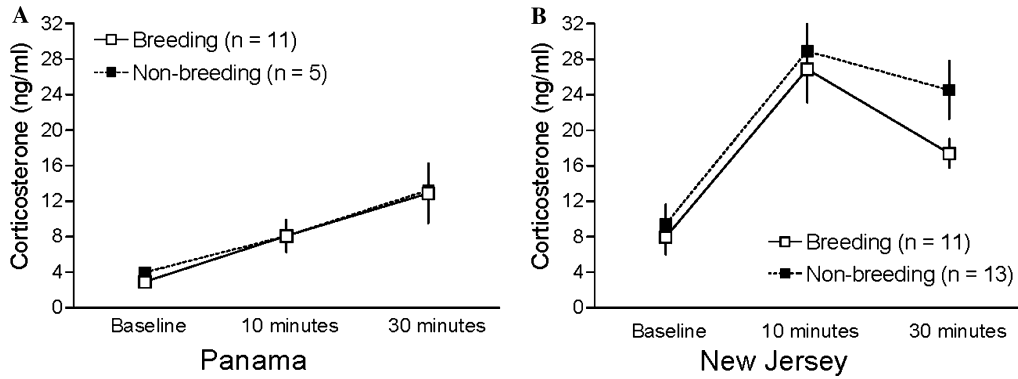 A
Corticosterone (ng/ml)
32
28
24
20
16
12
8
4
0
Breeding (n = 11)
Non-breeding (n = 5)
Baseline
10 minutes
30 minutes
Panama
B
Corticosterone (ng/ml)
32
28
24
20
16
12
8
4
0
Breeding (n = 11)
Non-breeding (n = 13)
Baseline
10 minutes
30 minutes
New Jersey